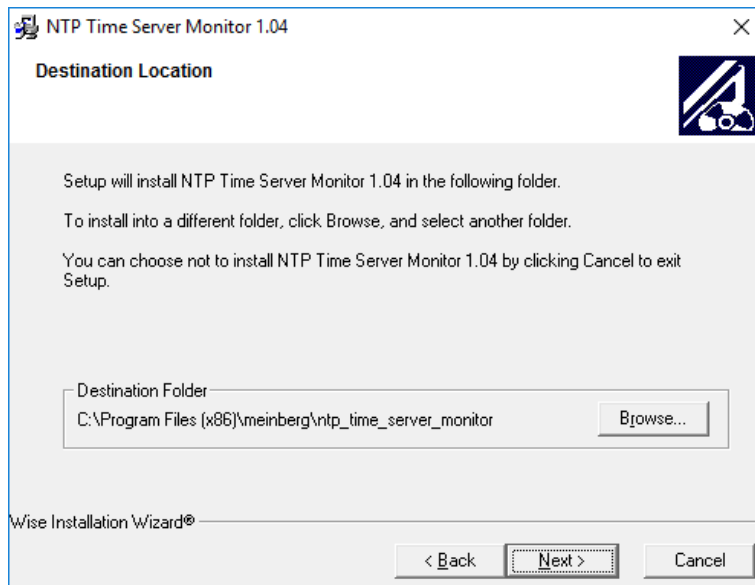 NTP Time Server Monitor 1.04
Destination Location
Setup will install NTP Time Server Monitor 1.04 in the following folder.
To install into a different folder, click Browse, and select another folder.
You can choose not to install NTP Time Server Monitor 1.04 by clicking Cancel to exit
Setup.
Destination Folder
C:\Program Files (x86)\meinberg\ntp_time_server_monitor
Browse...
Wise Installation Wizard®
< Back
Next >
Cancel